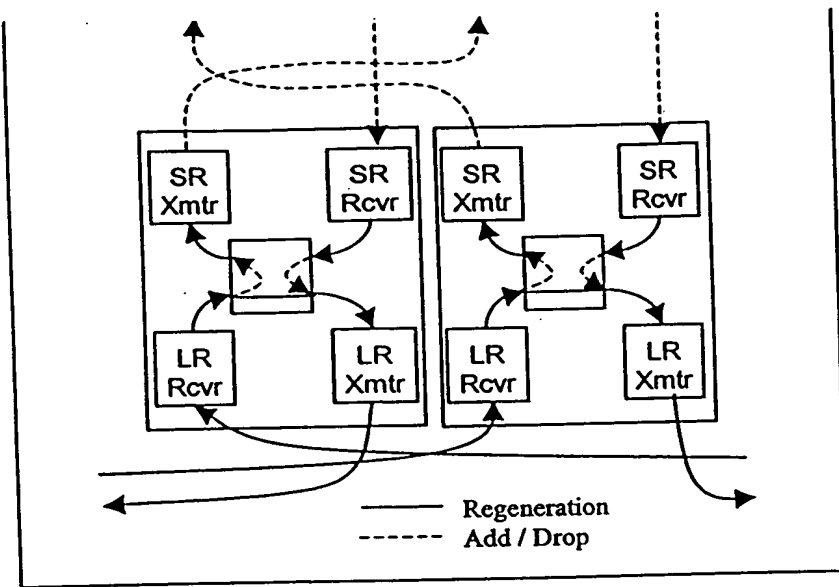 SR
Xmtr
SR
Rcvr
SR
Xmtr
SR
Rcvr
LR
Rcvr
LR
Xmtr
LR
Rcvr
LR
Xmtr
Regeneration
Add / Drop